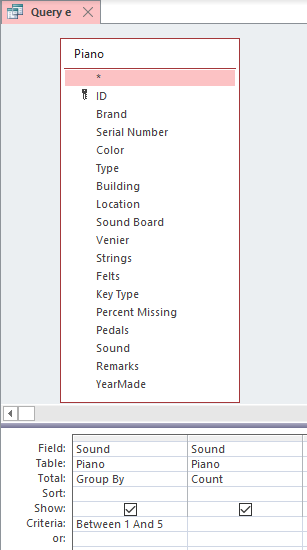 Query e
Piano
*
ID
Brand
Serial Number
Color
Type
Building
Location
Sound Board
Venier
Strings
Felts
Key Type
Percent Missing
Pedals
Sound
Remarks
YearMade
Field: Sound Sound
Table: Piano Piano
Total: Group By Count
Sort:
Show:
Criteria: Between 1 And 5
or: